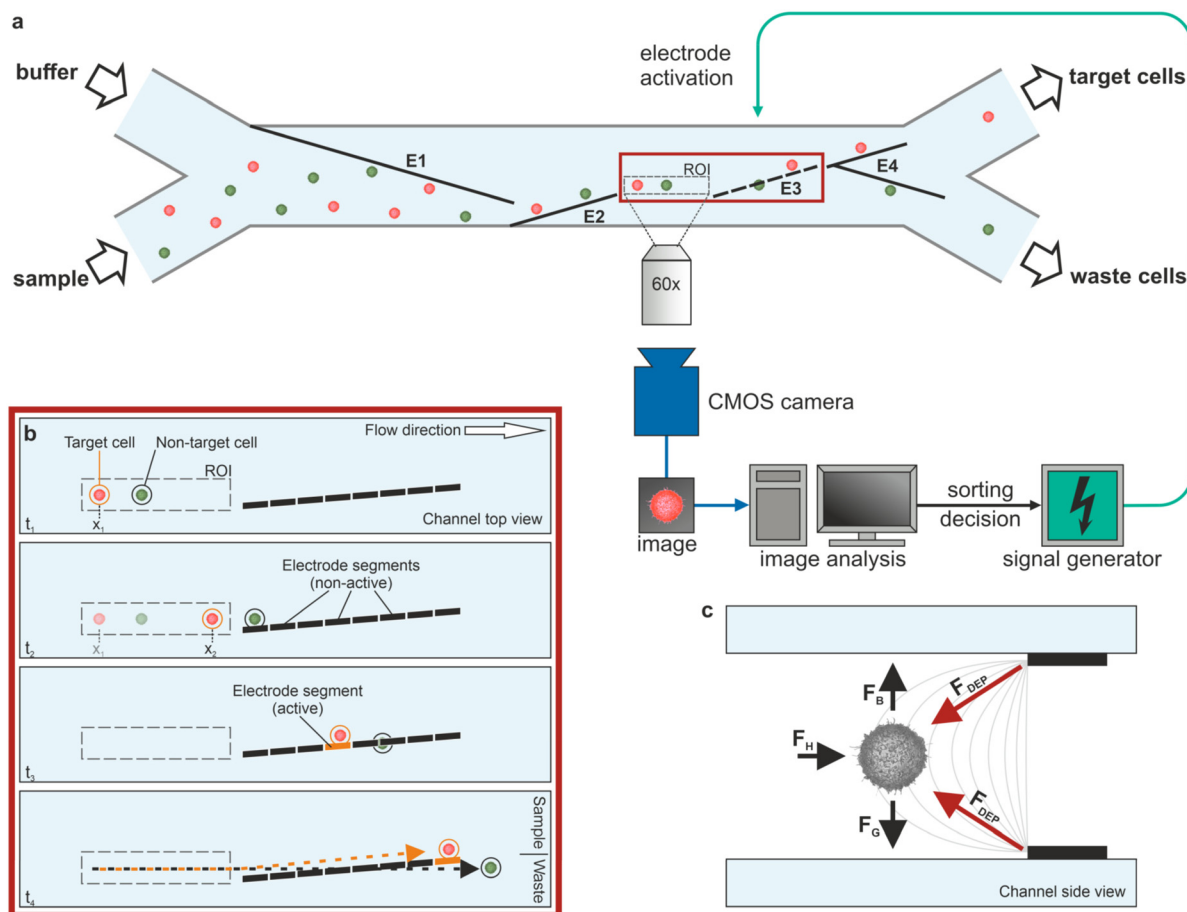 a
buffer
sample
E1
E2
ROI
E3
E4
electrode
activation
target cells
waste cells
60x
CMOS camera
image
image analysis
sorting
decision
signal generator
b
Flow direction
Target cell
Non-target cell
ROI
t1
x1
Channel top view
Electrode segments
(non-active)
t2
x1
x2
Electrode segment
(active)
t3
t4
Sample
Waste
c
FB
FDEP
FH
FG
FDEP
Channel side view